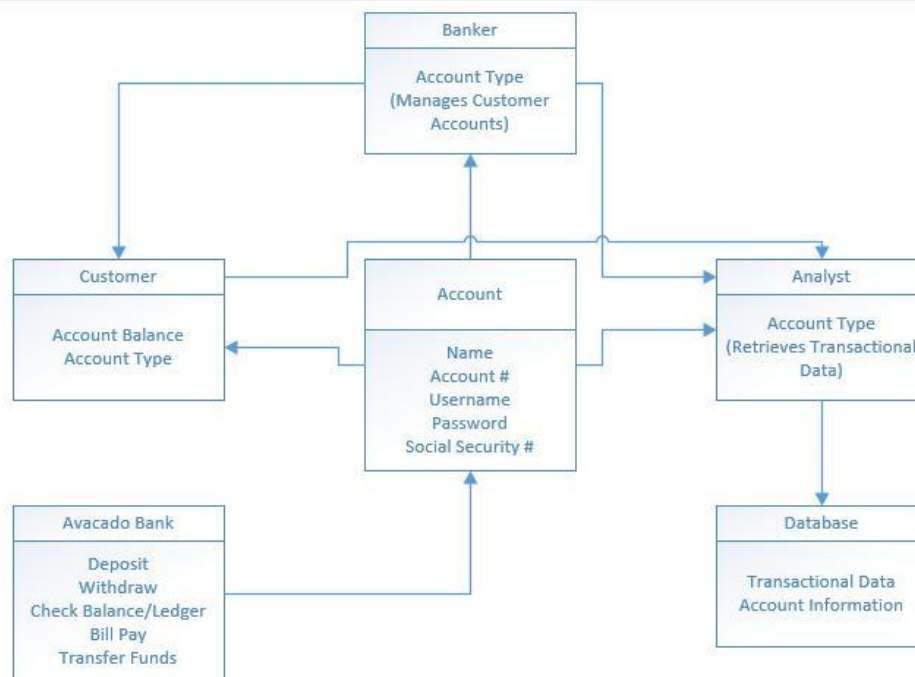 Banker
Account Type
(Manages Customer
Accounts)
Customer
Account Balance
Account Type
Account
Name
Account #
Username
Password
Social Security #
Analyst
Account Type
(Retrieves Transactional
Data)
Avacado Bank
Deposit
Withdraw
Check Balance/Ledger
Bill Pay
Transfer Funds
Database
Transactional Data
Account Information